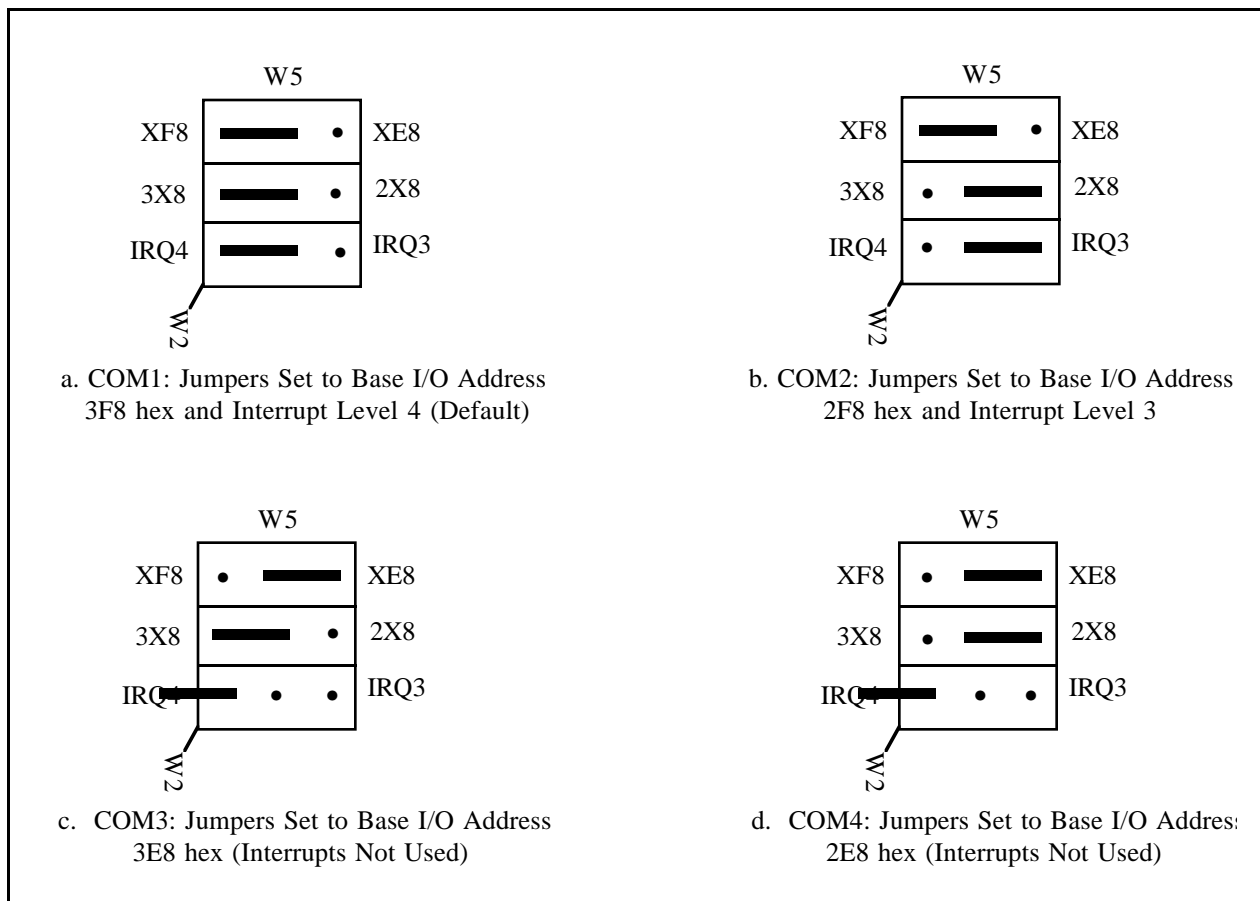 W5
XF8 XE8
3X8 2X8
IRQ4 IRQ3
W2
a. COM1: Jumpers Set to Base I/O Address
3F8 hex and Interrupt Level 4 (Default)
W5
XF8 XE8
3X8 2X8
IRQ4 IRQ3
W2
b. COM2: Jumpers Set to Base I/O Address
2F8 hex and Interrupt Level 3
W5
XF8 XE8
3X8 2X8
IRQ4 IRQ3
W2
c. COM3: Jumpers Set to Base I/O Address
3E8 hex (Interrupts Not Used)
W5
XF8 XE8
3X8 2X8
IRQ4 IRQ3
W2
d. COM4: Jumpers Set to Base I/O Address
2E8 hex (Interrupts Not Used)